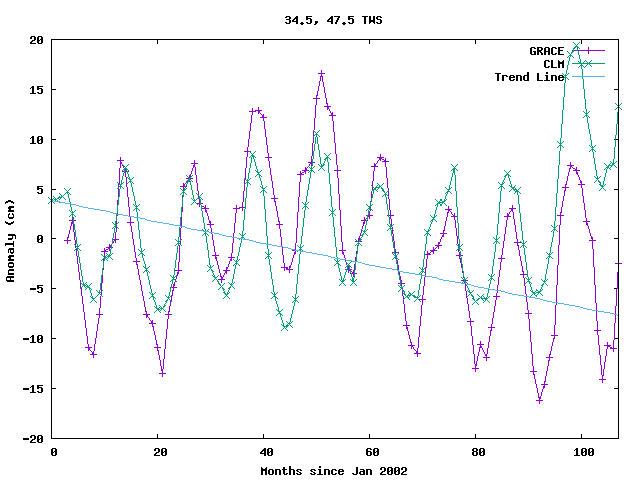 34.5, 47.5 TWS
GRACE
CLM
Trend Line
Anomaly (cm)
20
15
10
5
0
-5
-10
-15
-20
0 20 40 60 80 100
Months since Jan 2002